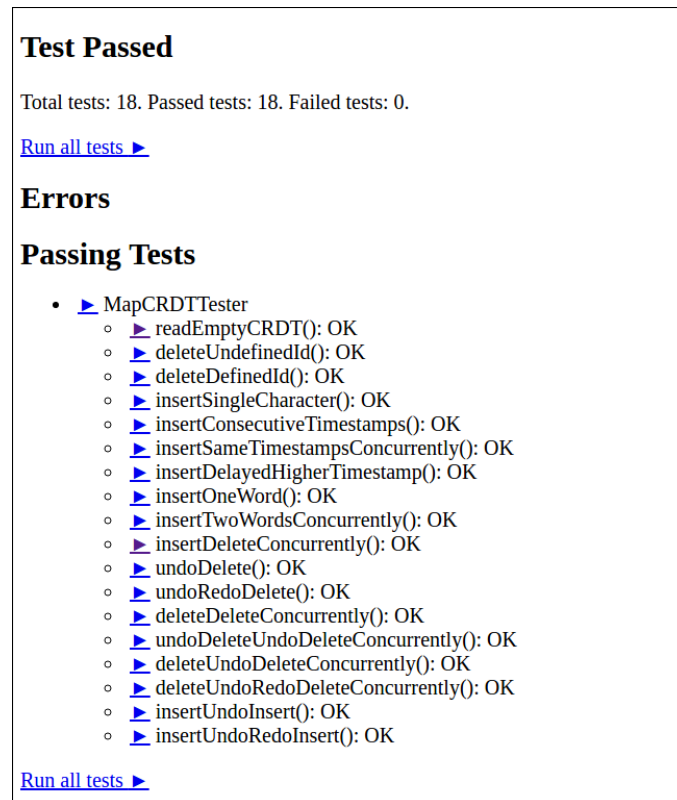 Test Passed
Total tests: 18. Passed tests: 18. Failed tests: 0.
Run all tests ►
Errors
Passing Tests
• ► MapCRDTTester
◦ ► readEmptyCRDT(): OK
◦ ► deleteUndefinedId(): OK
◦ ► deleteDefinedId(): OK
◦ ► insertSingleCharacter(): OK
◦ ► insertConsecutiveTimestamps(): OK
◦ ► insertSameTimestampsConcurrently(): OK
◦ ► insertDelayedHigherTimestamp(): OK
◦ ► insertOneWord(): OK
◦ ► insertTwoWordsConcurrently(): OK
◦ ► insertDeleteConcurrently(): OK
◦ ► undoDelete(): OK
◦ ► undoRedoDelete(): OK
◦ ► deleteDeleteConcurrently(): OK
◦ ► undoDeleteUndoDeleteConcurrently(): OK
◦ ► deleteUndoDeleteConcurrently(): OK
◦ ► deleteUndoRedoDeleteConcurrently(): OK
◦ ► insertUndoInsert(): OK
◦ ► insertUndoRedoInsert(): OK
Run all tests ►